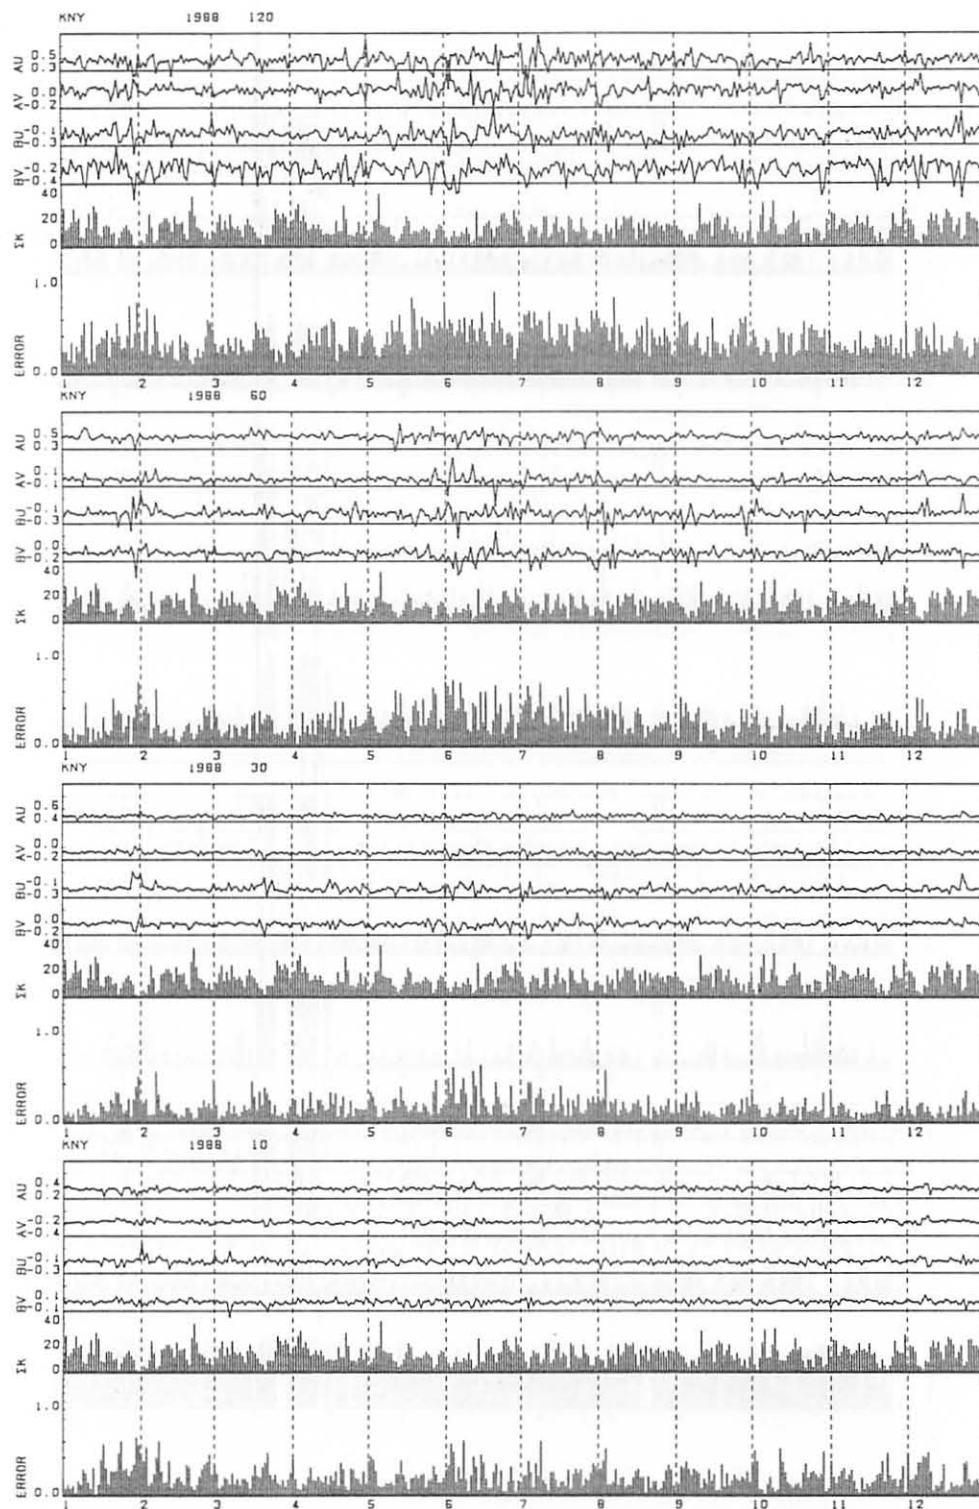 KNY 1988 120
AU 0.5
0.3
AV 0.0
-0.2
BU -0.1
-0.3
BV -0.2
-0.4
ΣK 40
20
0
ERROR 1.0
0.0
1 2 3 4 5 6 7 8 9 10 11 12
KNY 1988 60
AU 0.5
0.3
AV 0.1
-0.1
BU -0.1
-0.3
BV 0.0
-0.2
ΣK 40
20
0
ERROR 1.0
0.0
1 2 3 4 5 6 7 8 9 10 11 12
KNY 1988 30
AU 0.6
0.4
AV 0.0
-0.2
BU -0.1
-0.3
BV 0.0
-0.2
ΣK 40
20
0
ERROR 1.0
0.0
1 2 3 4 5 6 7 8 9 10 11 12
KNY 1988 10
AU 0.4
0.2
AV -0.2
-0.4
BU -0.1
-0.3
BV 0.1
-0.1
ΣK 40
20
0
ERROR 1.0
0.0
1 2 3 4 5 6 7 8 9 10 11 12